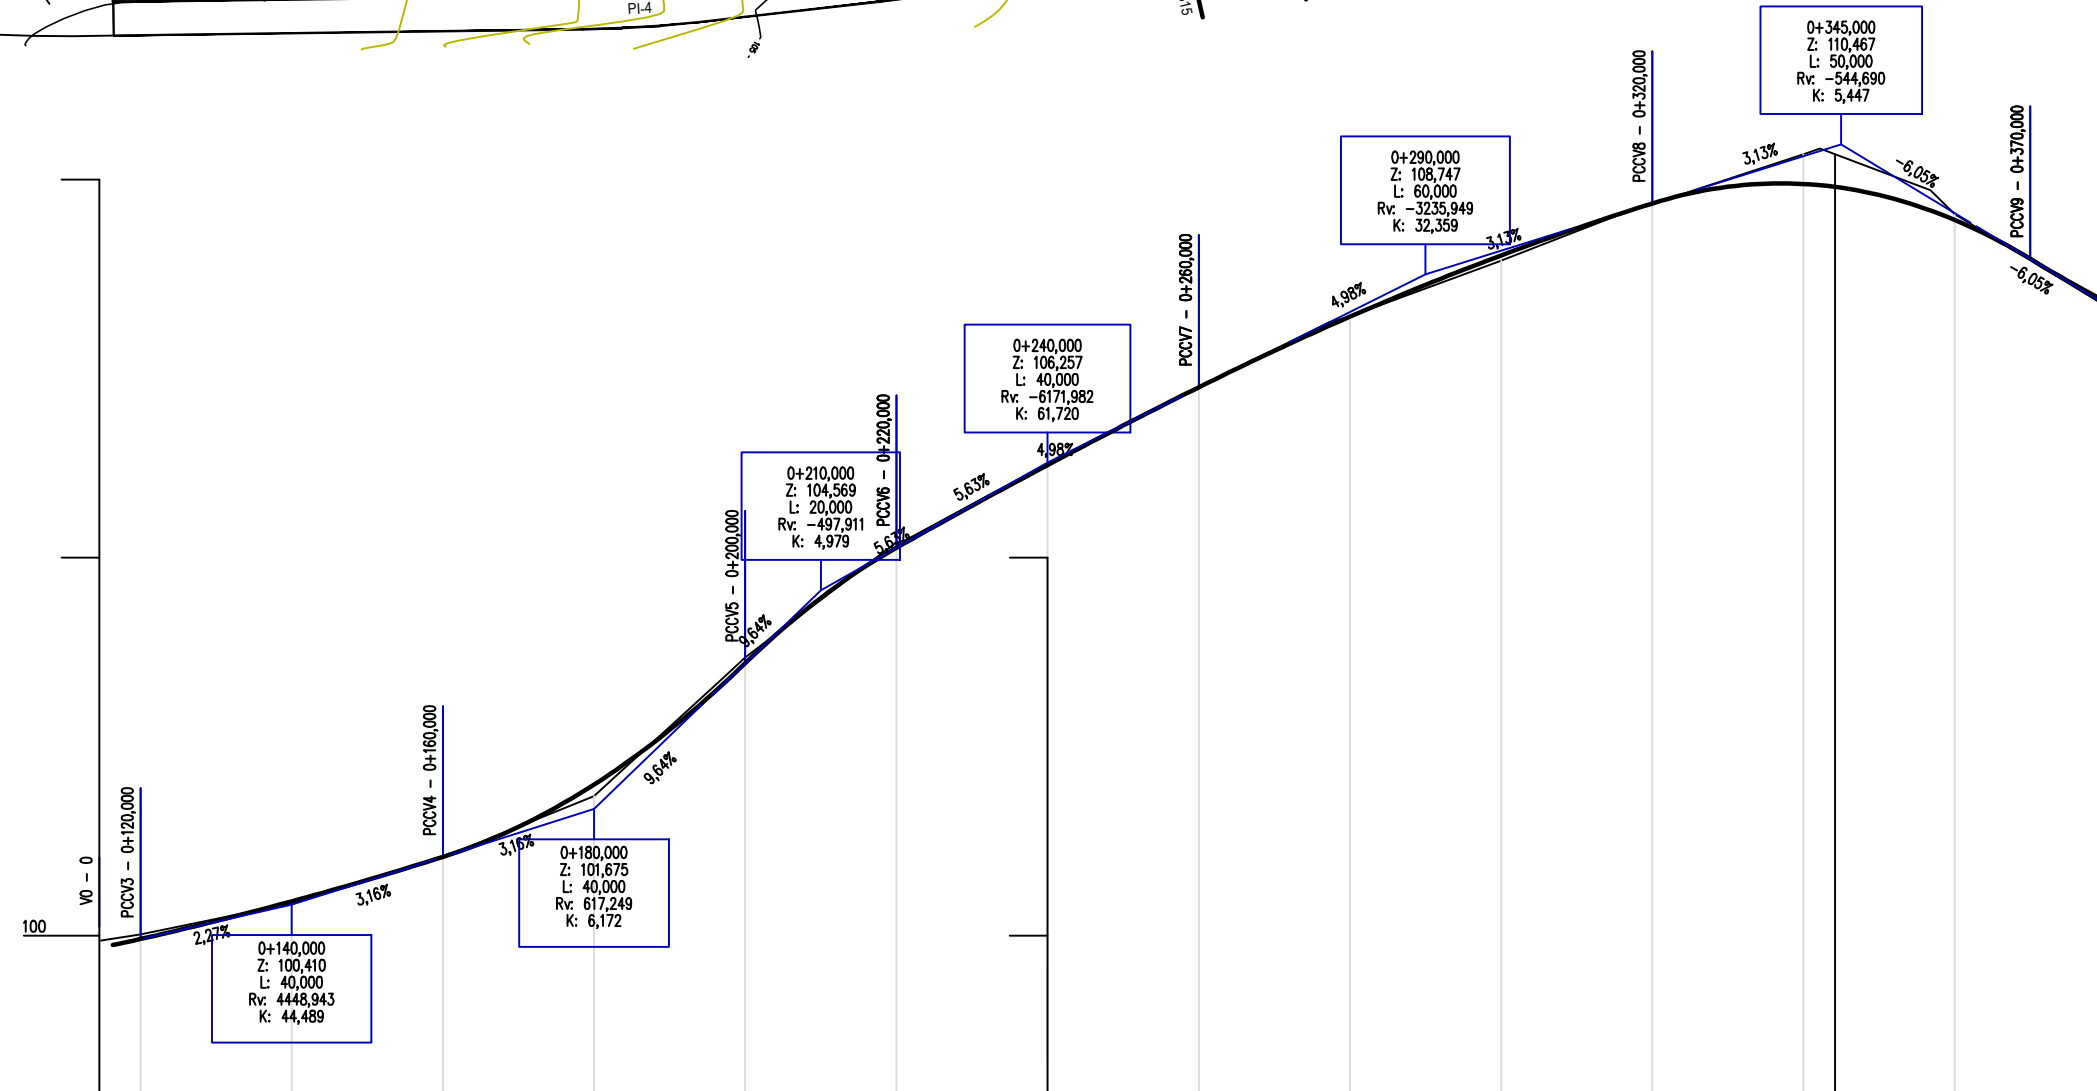 PI-4
15
105
0+345,000
Z: 110,467
L: 50,000
Rv: -544,690
K: 5,447
PCCV8 - 0+320,000
3,13%
-6,05%
PCCV9 - 0+370,000
-6,05%
0+290,000
Z: 108,747
L: 60,000
Rv: -3235,949
K: 32,359
3,13%
4,98%
PCCV7 - 0+260,000
0+240,000
Z: 106,257
L: 40,000
Rv: -6171,982
K: 61,720
4,98%
5,63%
PCCV6 - 0+220,000
0+210,000
Z: 104,569
L: 20,000
Rv: -497,911
K: 4,979
5,63%
PCCV5 - 0+200,000
9,64%
9,64%
PCCV4 - 0+160,000
3,16%
0+180,000
Z: 101,675
L: 40,000
Rv: 617,249
K: 6,172
3,16%
PCCV3 - 0+120,000
V0 - 0
100
2,27%
0+140,000
Z: 100,410
L: 40,000
Rv: 4448,943
K: 44,489